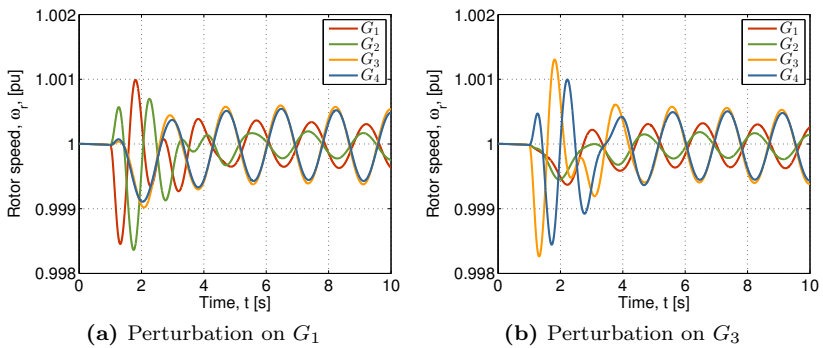 1.002
1.001
1
0.999
0.998
Rotor speed, ωr, [pu]
0 2 4 6 8 10
Time, t [s]
G1
G2
G3
G4
(a) Perturbation on G1
1.002
1.001
1
0.999
0.998
Rotor speed, ωr, [pu]
0 2 4 6 8 10
Time, t [s]
G1
G2
G3
G4
(b) Perturbation on G3